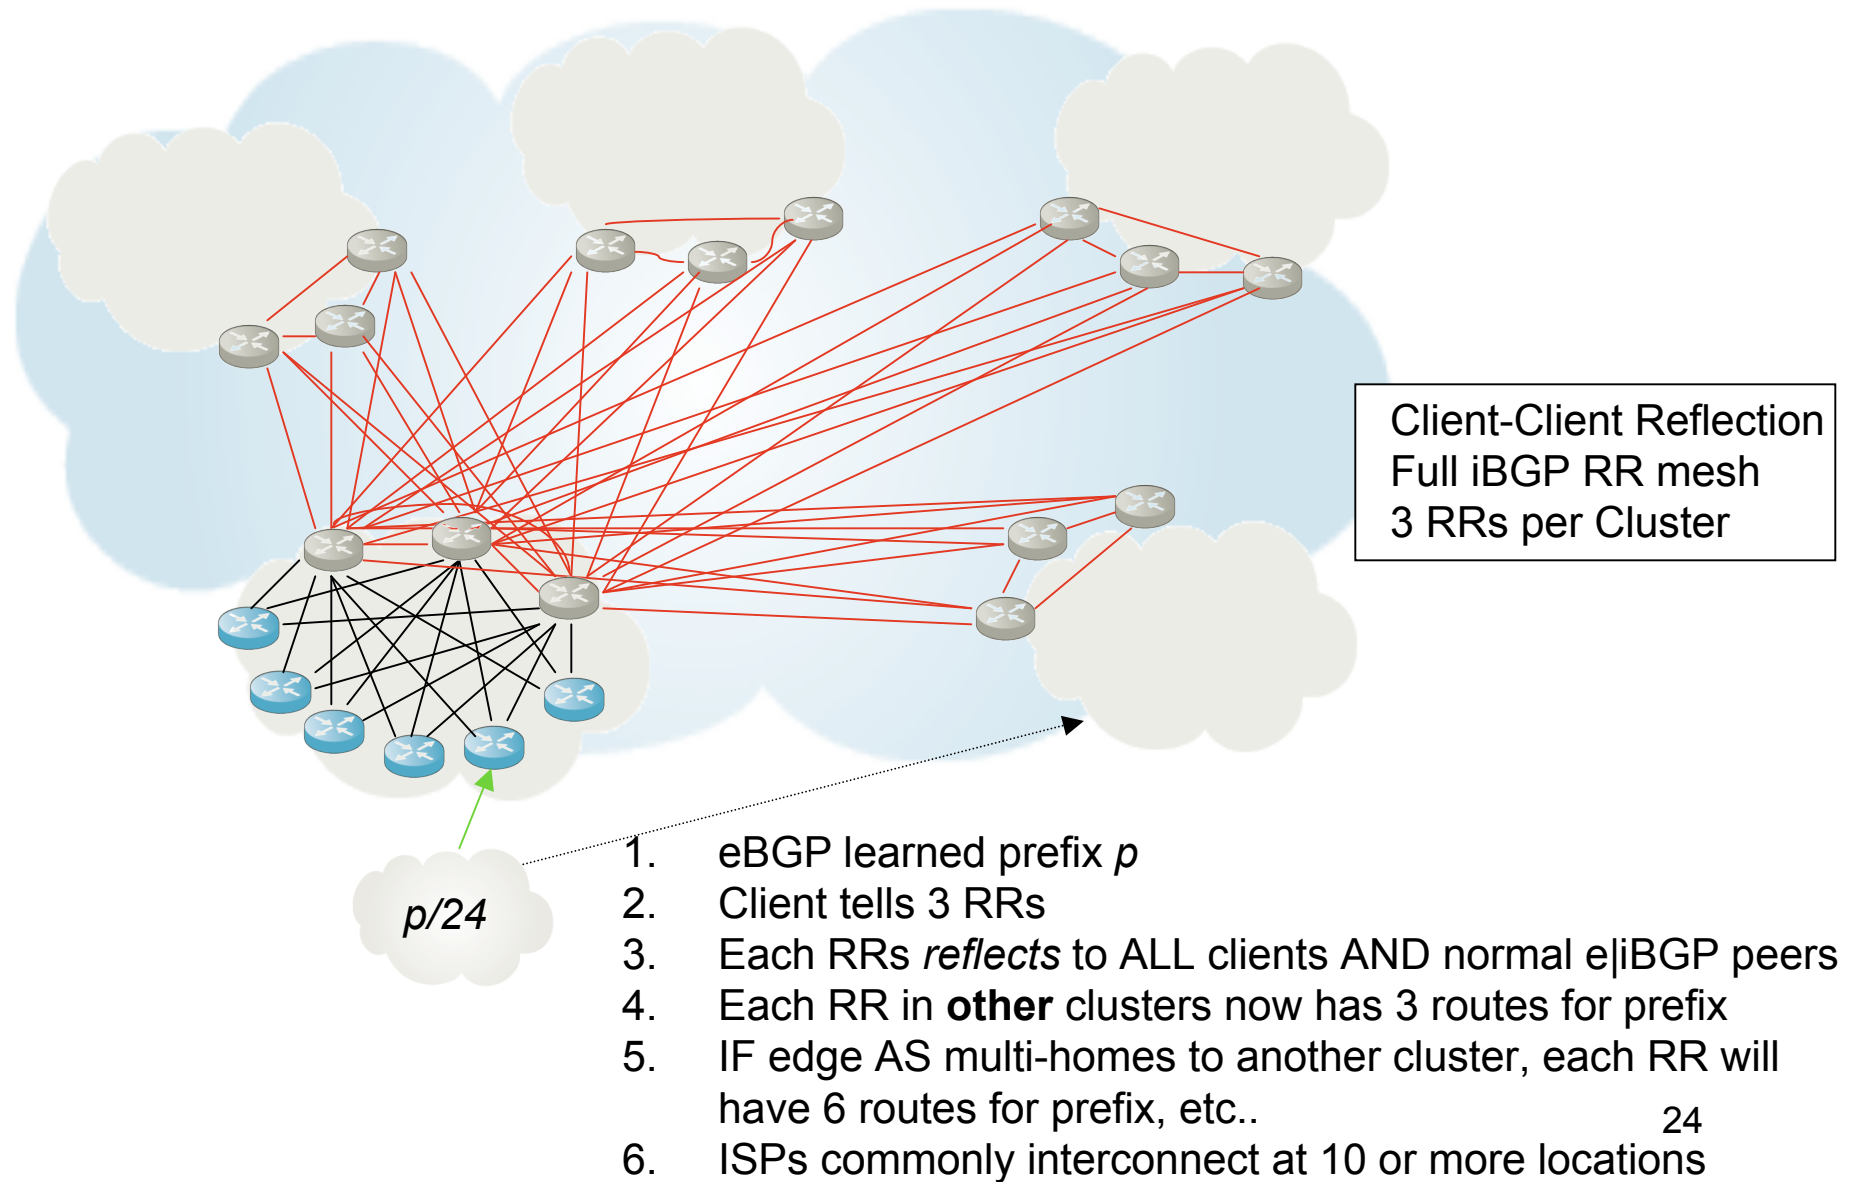 Client-Client Reflection
Full iBGP RR mesh
3 RRs per Cluster
p/24
1. eBGP learned prefix p
2. Client tells 3 RRs
3. Each RRs reflects to ALL clients AND normal e|iBGP peers
4. Each RR in other clusters now has 3 routes for prefix
5. IF edge AS multi-homes to another cluster, each RR will
have 6 routes for prefix, etc..
24
6. ISPs commonly interconnect at 10 or more locations